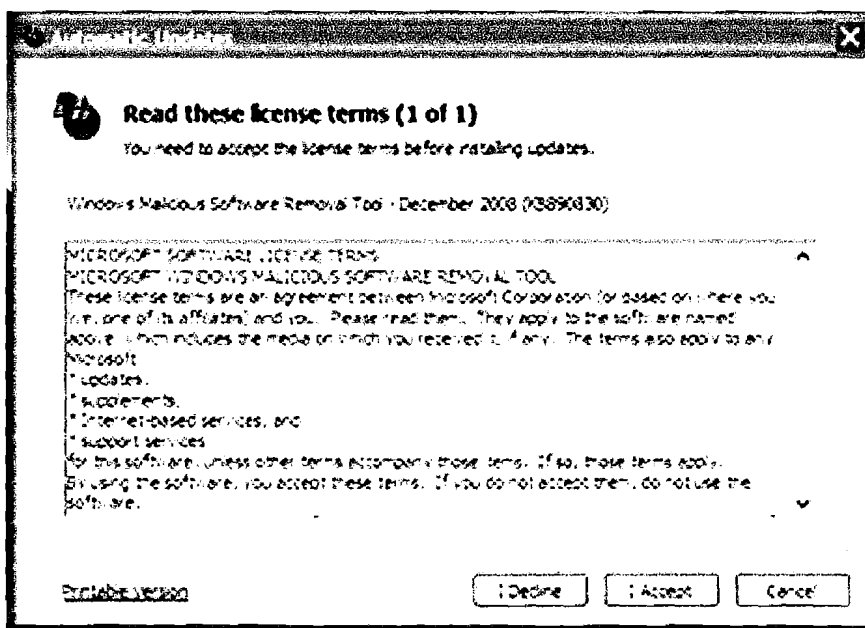 Automatic Updates
Read these license terms (1 of 1)
You need to accept the license terms before installing updates.
Windows Malicious Software Removal Tool - December 2008 (KB890830)
MICROSOFT SOFTWARE LICENSE TERMS
MICROSOFT WINDOWS MALICIOUS SOFTWARE REMOVAL TOOL
These license terms are an agreement between Microsoft Corporation (or based on where you
live, one of its affiliates) and you. Please read them. They apply to the software named
above, which includes the media on which you received it, if any. The terms also apply to any
Microsoft
* updates,
* supplements,
* Internet-based services, and
* support services
for this software, unless other terms accompany those items. If so, those terms apply.
By using the software, you accept these terms. If you do not accept them, do not use the
software.
Printable version
I Decline
I Accept
Cancel